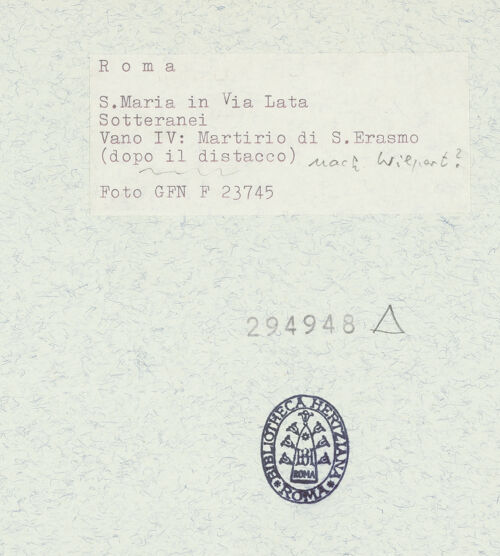 R o m a
S.Maria in Via Lata
Sotteranei
Vano IV: Martirio di S.Erasmo
(dopo il distacco) nach Wilpert?
Foto GFN F 23745
294948
BIBLIOTHECA HERTZIANA
ROMA
ROMA